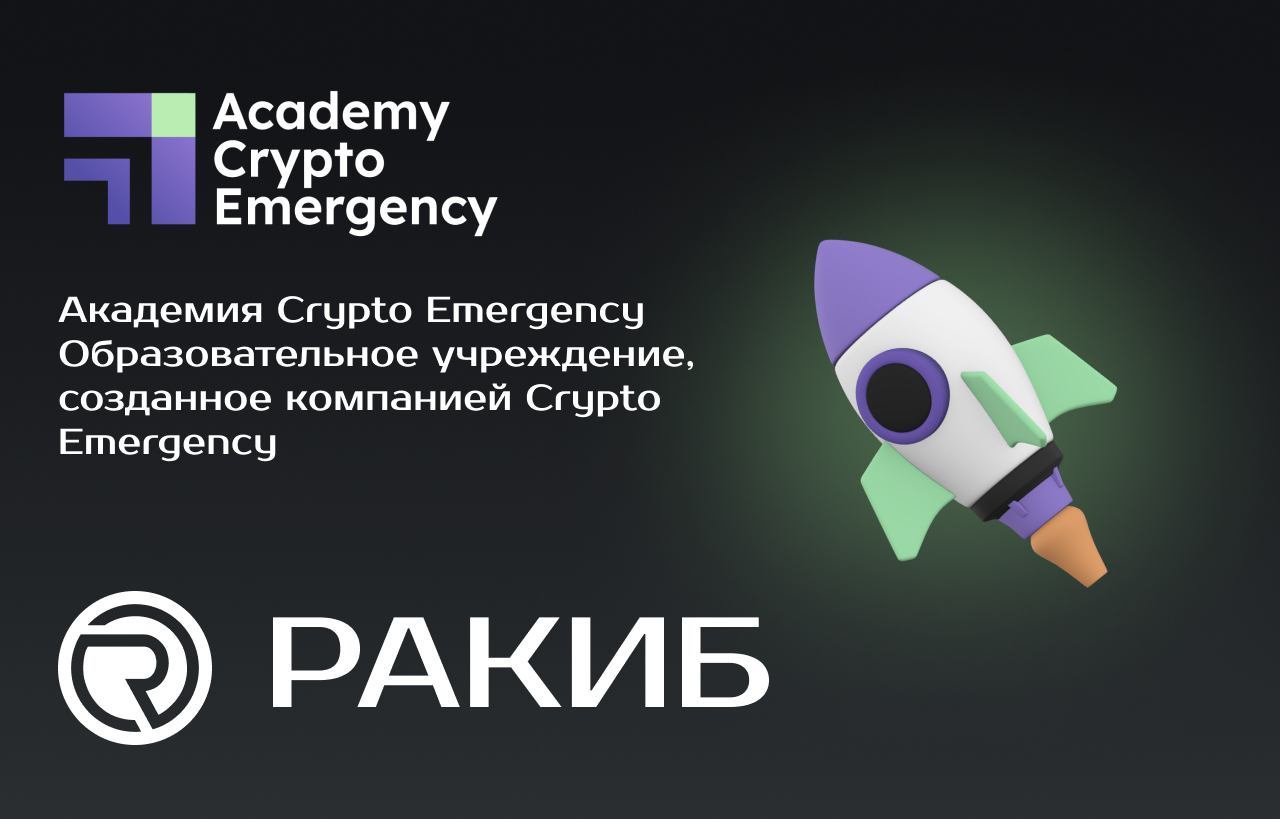 Academy
Crypto
Emergency
Академия Crypto Emergency
Образовательное учреждение,
созданное компанией Crypto
Emergency
РАКИБ